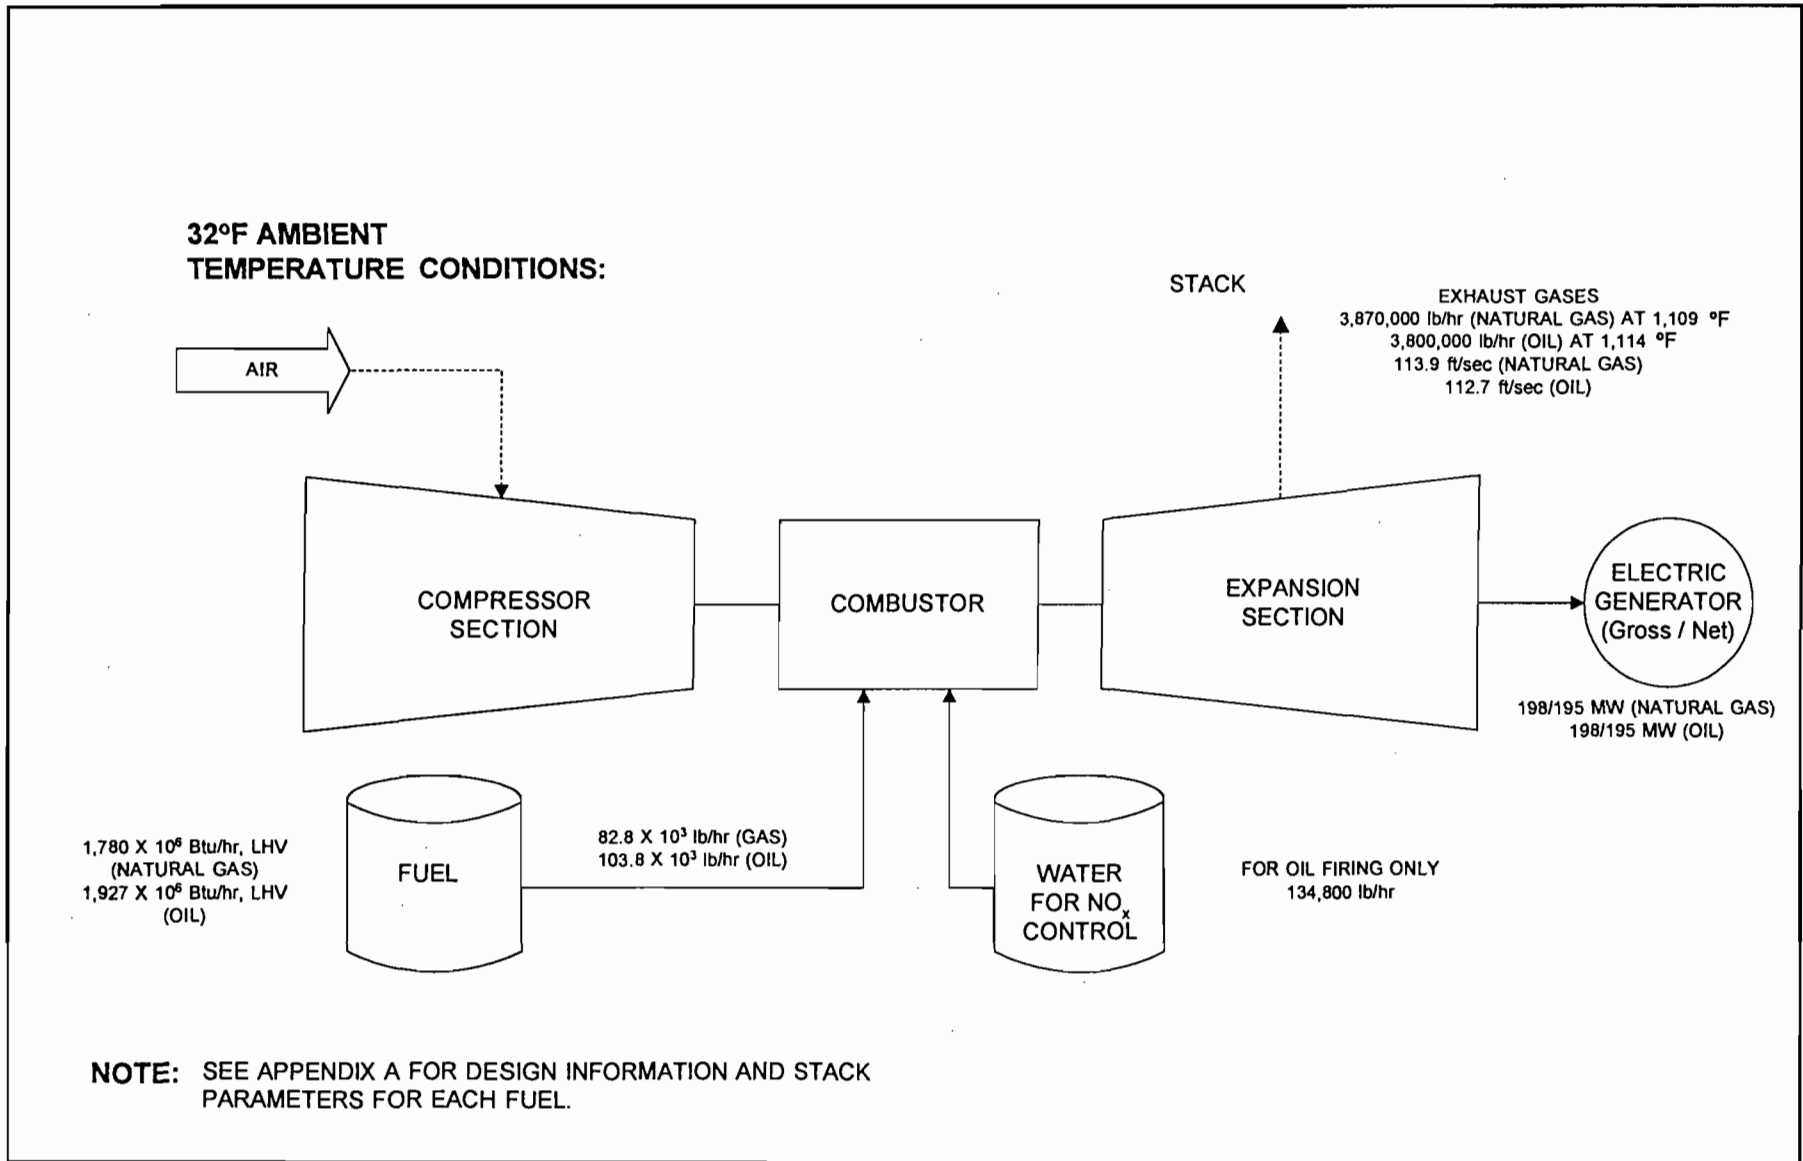 32ºF AMBIENT
TEMPERATURE CONDITIONS:
AIR
STACK
EXHAUST GASES
3,870,000 lb/hr (NATURAL GAS) AT 1,109 ºF
3,800,000 lb/hr (OIL) AT 1,114 ºF
113.9 ft/sec (NATURAL GAS)
112.7 ft/sec (OIL)
COMPRESSOR
SECTION
COMBUSTOR
EXPANSION
SECTION
ELECTRIC
GENERATOR
(Gross / Net)
198/195 MW (NATURAL GAS)
198/195 MW (OIL)
1,780 X 10⁶ Btu/hr, LHV
(NATURAL GAS)
1,927 X 10⁶ Btu/hr, LHV
(OIL)
FUEL
82.8 X 10³ lb/hr (GAS)
103.8 X 10³ lb/hr (OIL)
WATER
FOR NOₓ
CONTROL
FOR OIL FIRING ONLY
134,800 lb/hr
NOTE: SEE APPENDIX A FOR DESIGN INFORMATION AND STACK
PARAMETERS FOR EACH FUEL.